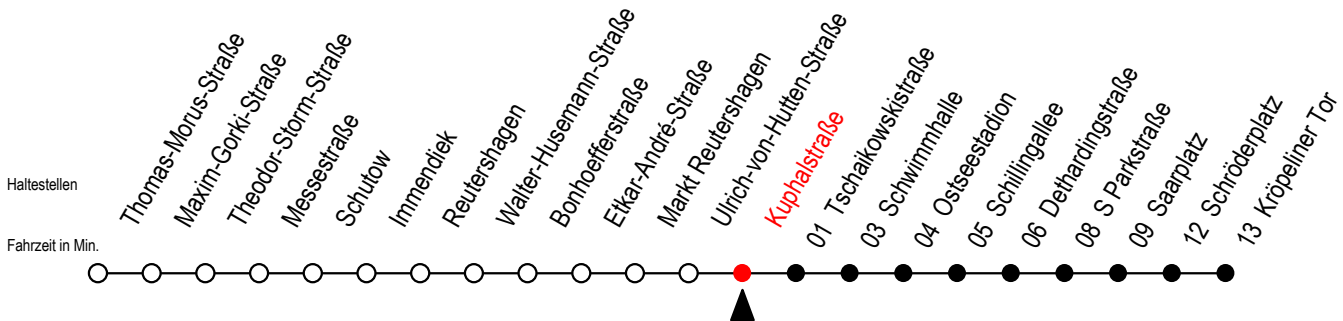 Haltestellen
Fahrzeit in Min.
Thomas-Morus-Straße
Maxim-Gorki-Straße
Theodor-Storm-Straße
Messestraße
Schutow
Immendiek
Reutershagen
Walter-Husemann-Straße
Bonhoefferstraße
Etkar-André-Straße
Markt Reutershagen
Ulrich-von-Hutten-Straße
Kuphalstraße
01 Tschaikowskistraße
03 Schwimmhalle
04 Ostseestadion
05 Schillingallee
06 Dethardingstraße
08 S Parkstraße
09 Saarplatz
12 Schröderplatz
13 Kröpeliner Tor